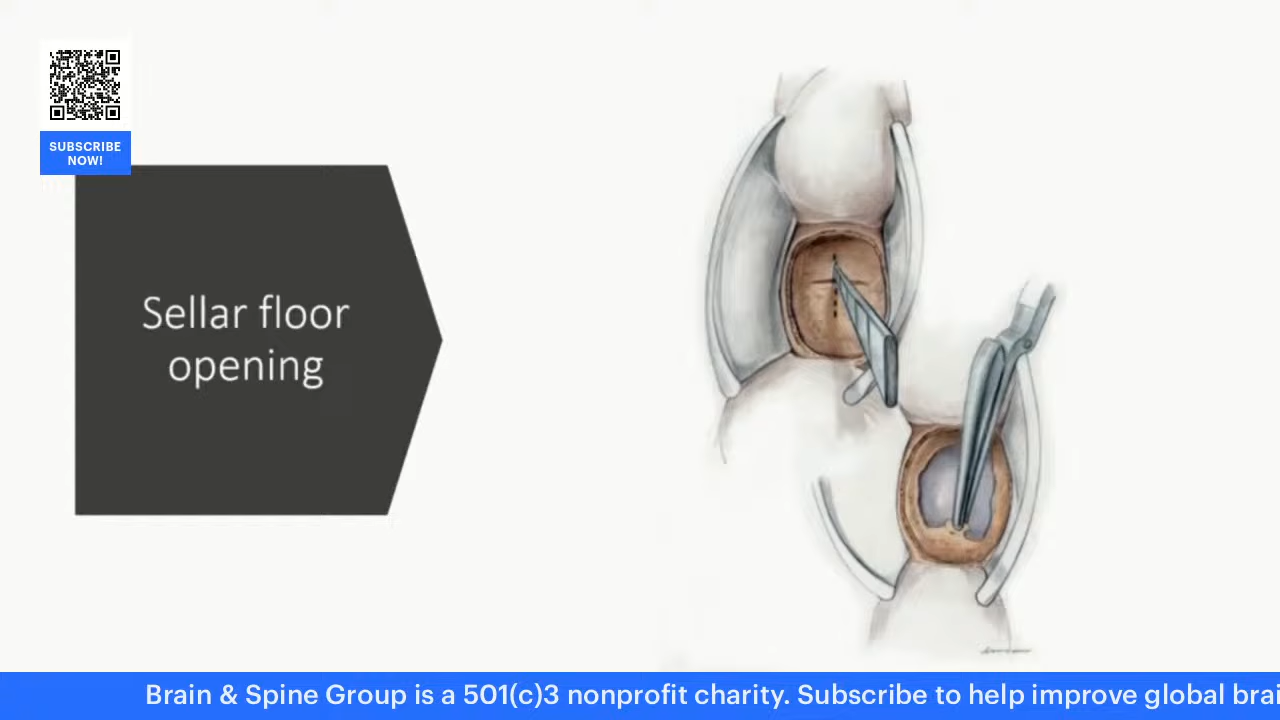 SUBSCRIBE
NOW!
Sellar floor
opening
Brain & Spine Group is a 501(c)3 nonprofit charity. Subscribe to help improve global brai